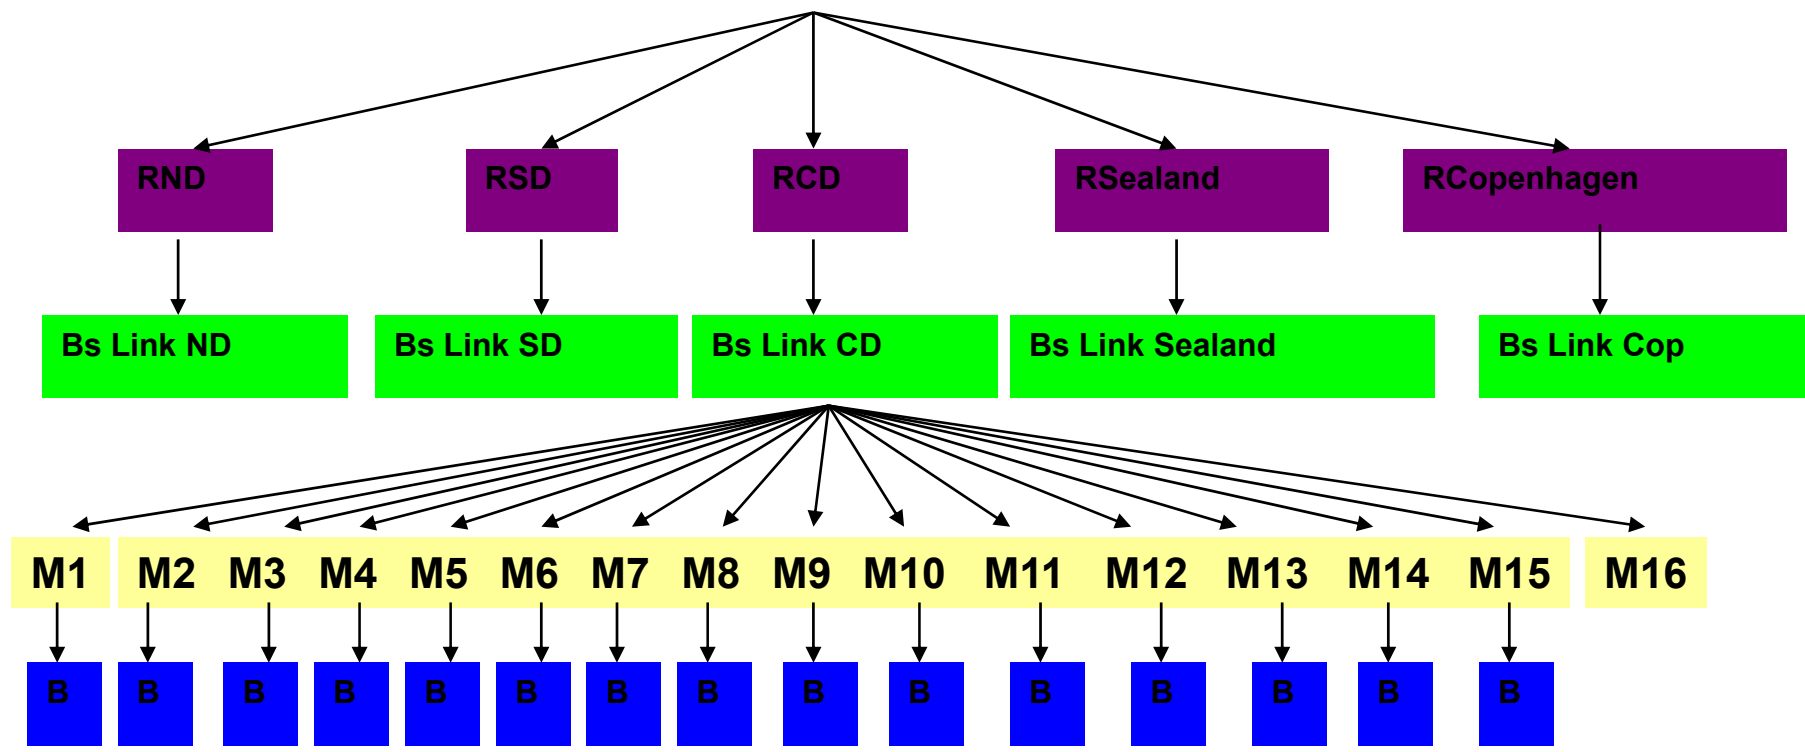 RND RSD RCD RSealand RCopenhagen
Bs Link ND Bs Link SD Bs Link CD Bs Link Sealand Bs Link Cop
M1 M2 M3 M4 M5 M6 M7 M8 M9 M10 M11 M12 M13 M14 M15 M16
B B B B B B B B B B B B B B B